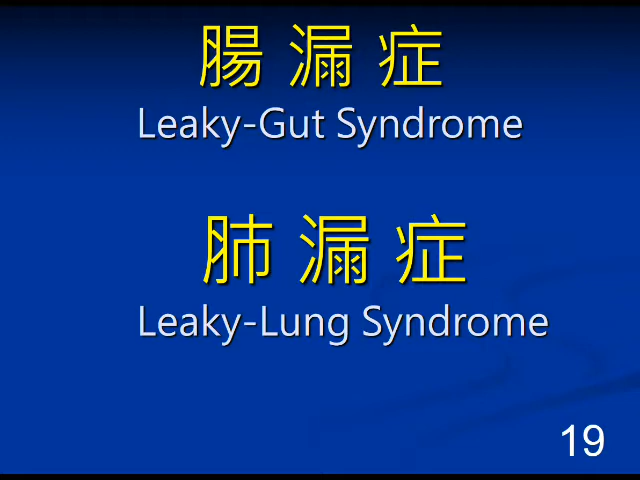 腸 漏 症
Leaky-Gut Syndrome
肺 漏 症
Leaky-Lung Syndrome
19